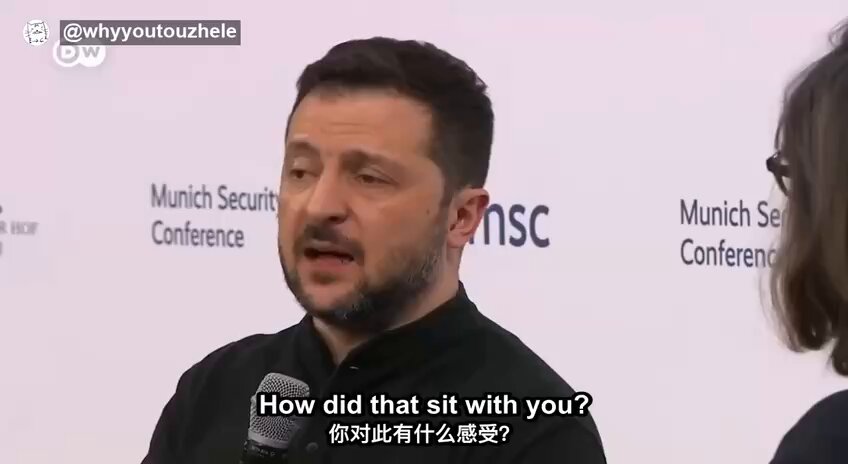 @whyyoutouzhele
DW
Munich Security
Conference
msc
Munich Se
Conferenc
How did that sit with you?
你对此有什么感受?